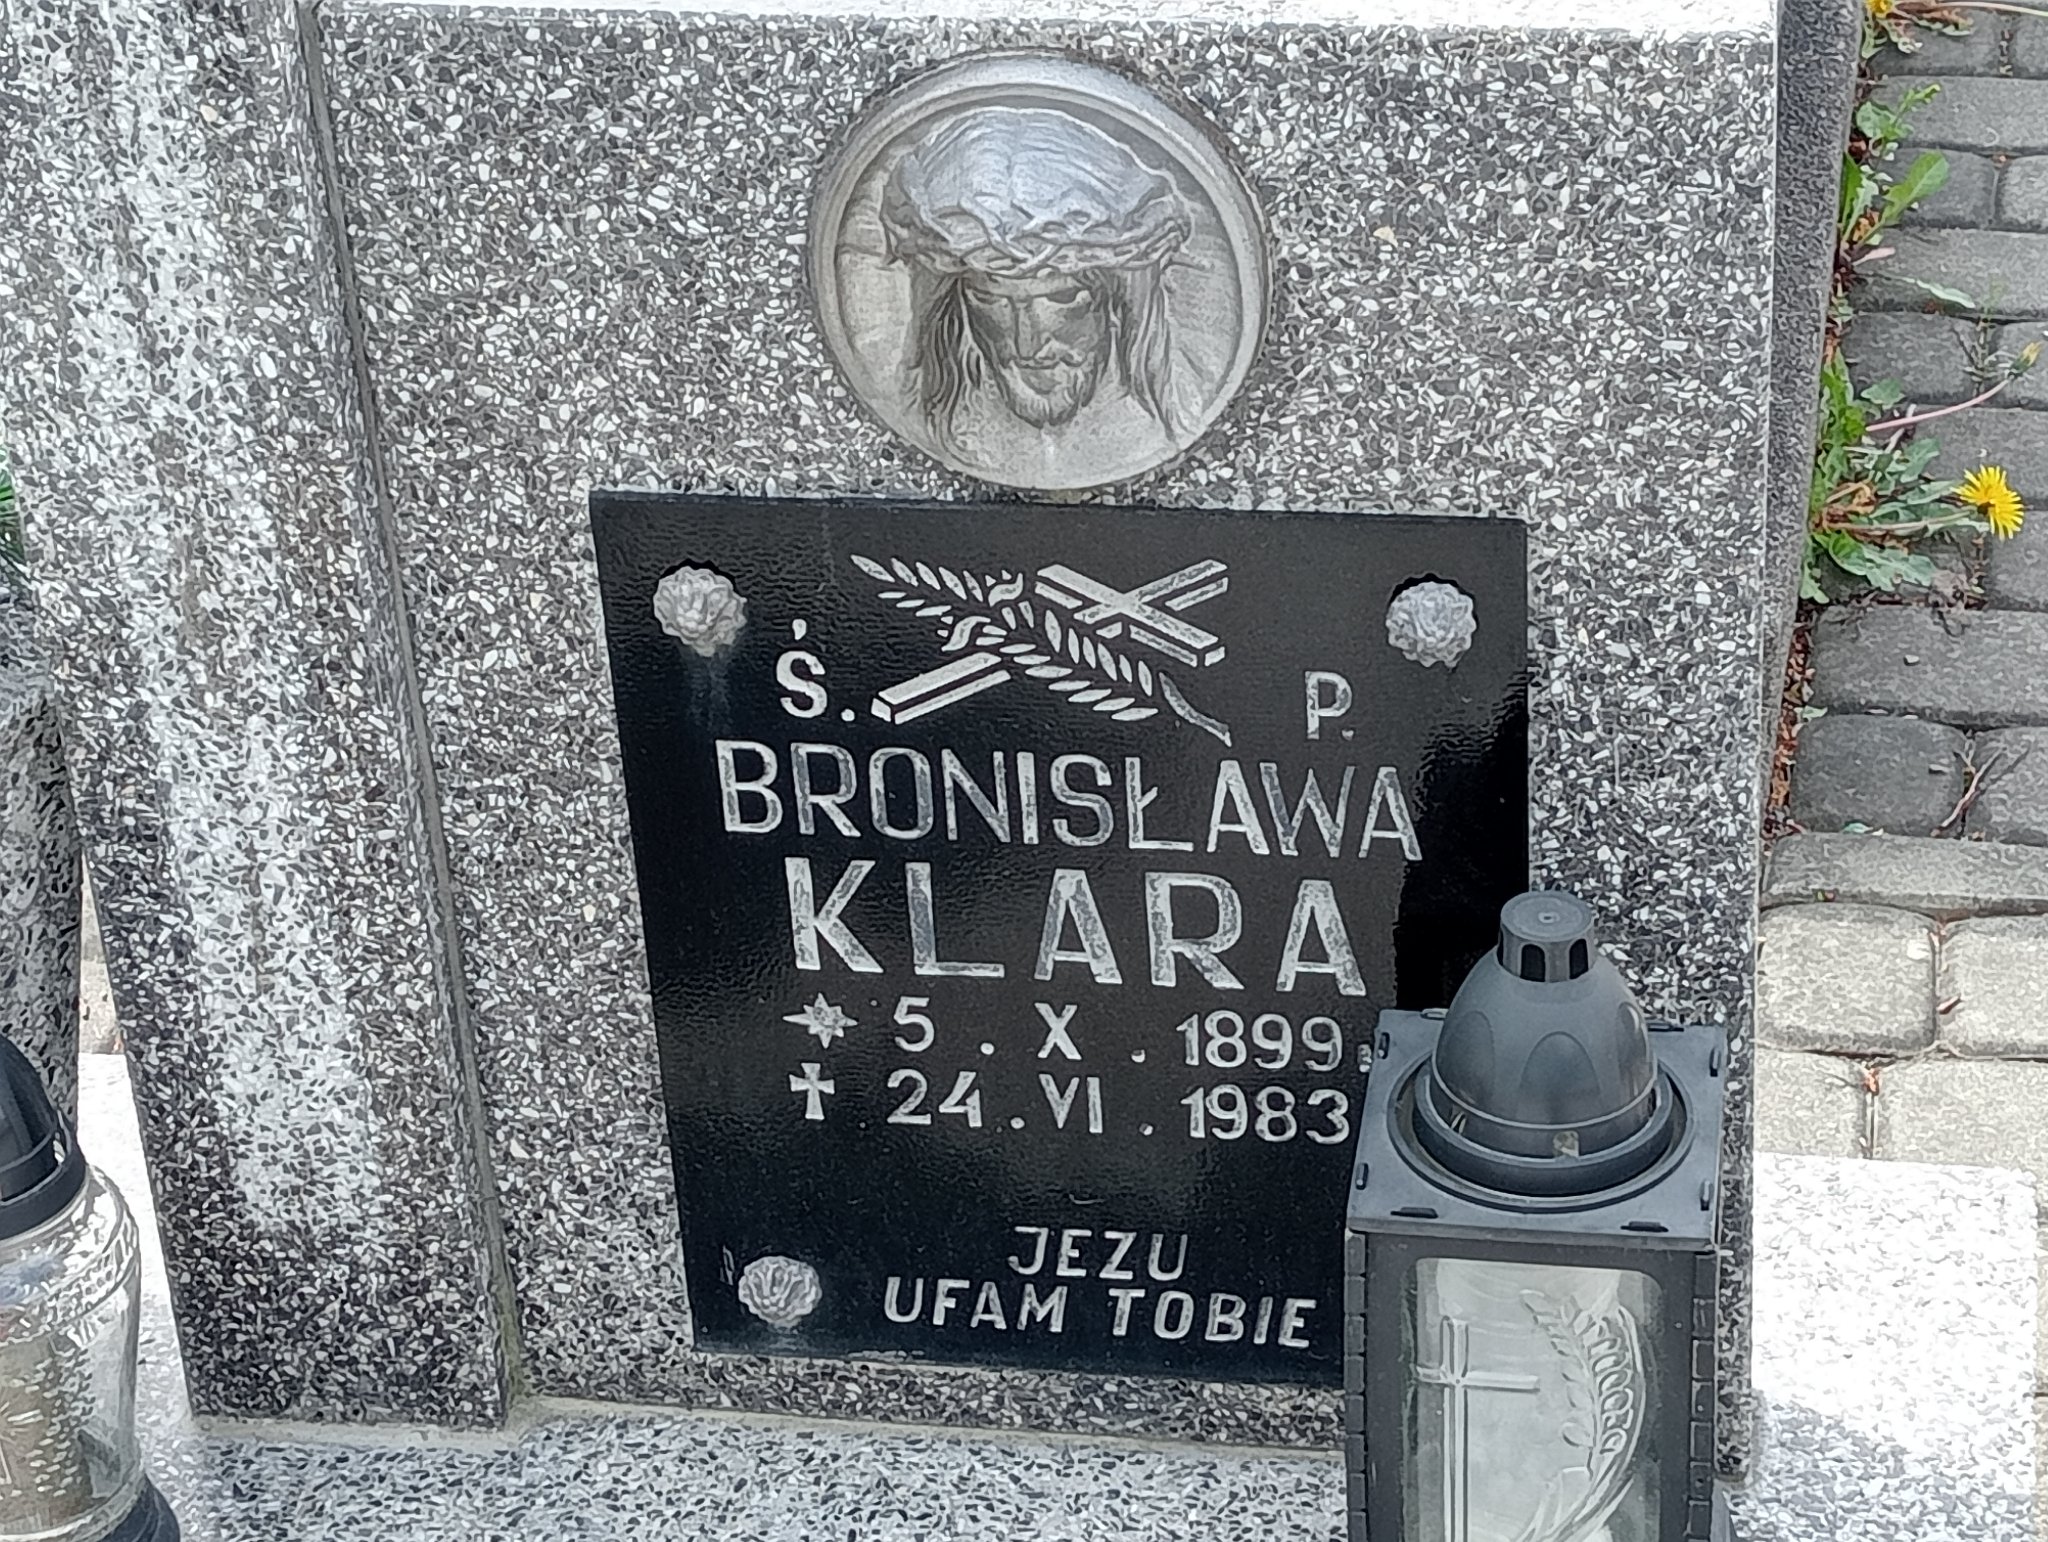 Ś. P.
BRONISŁAWA
KLARA
* 5 . X . 1899.
✝ 24 . VI . 1983
JEZU
UFAM TOBIE